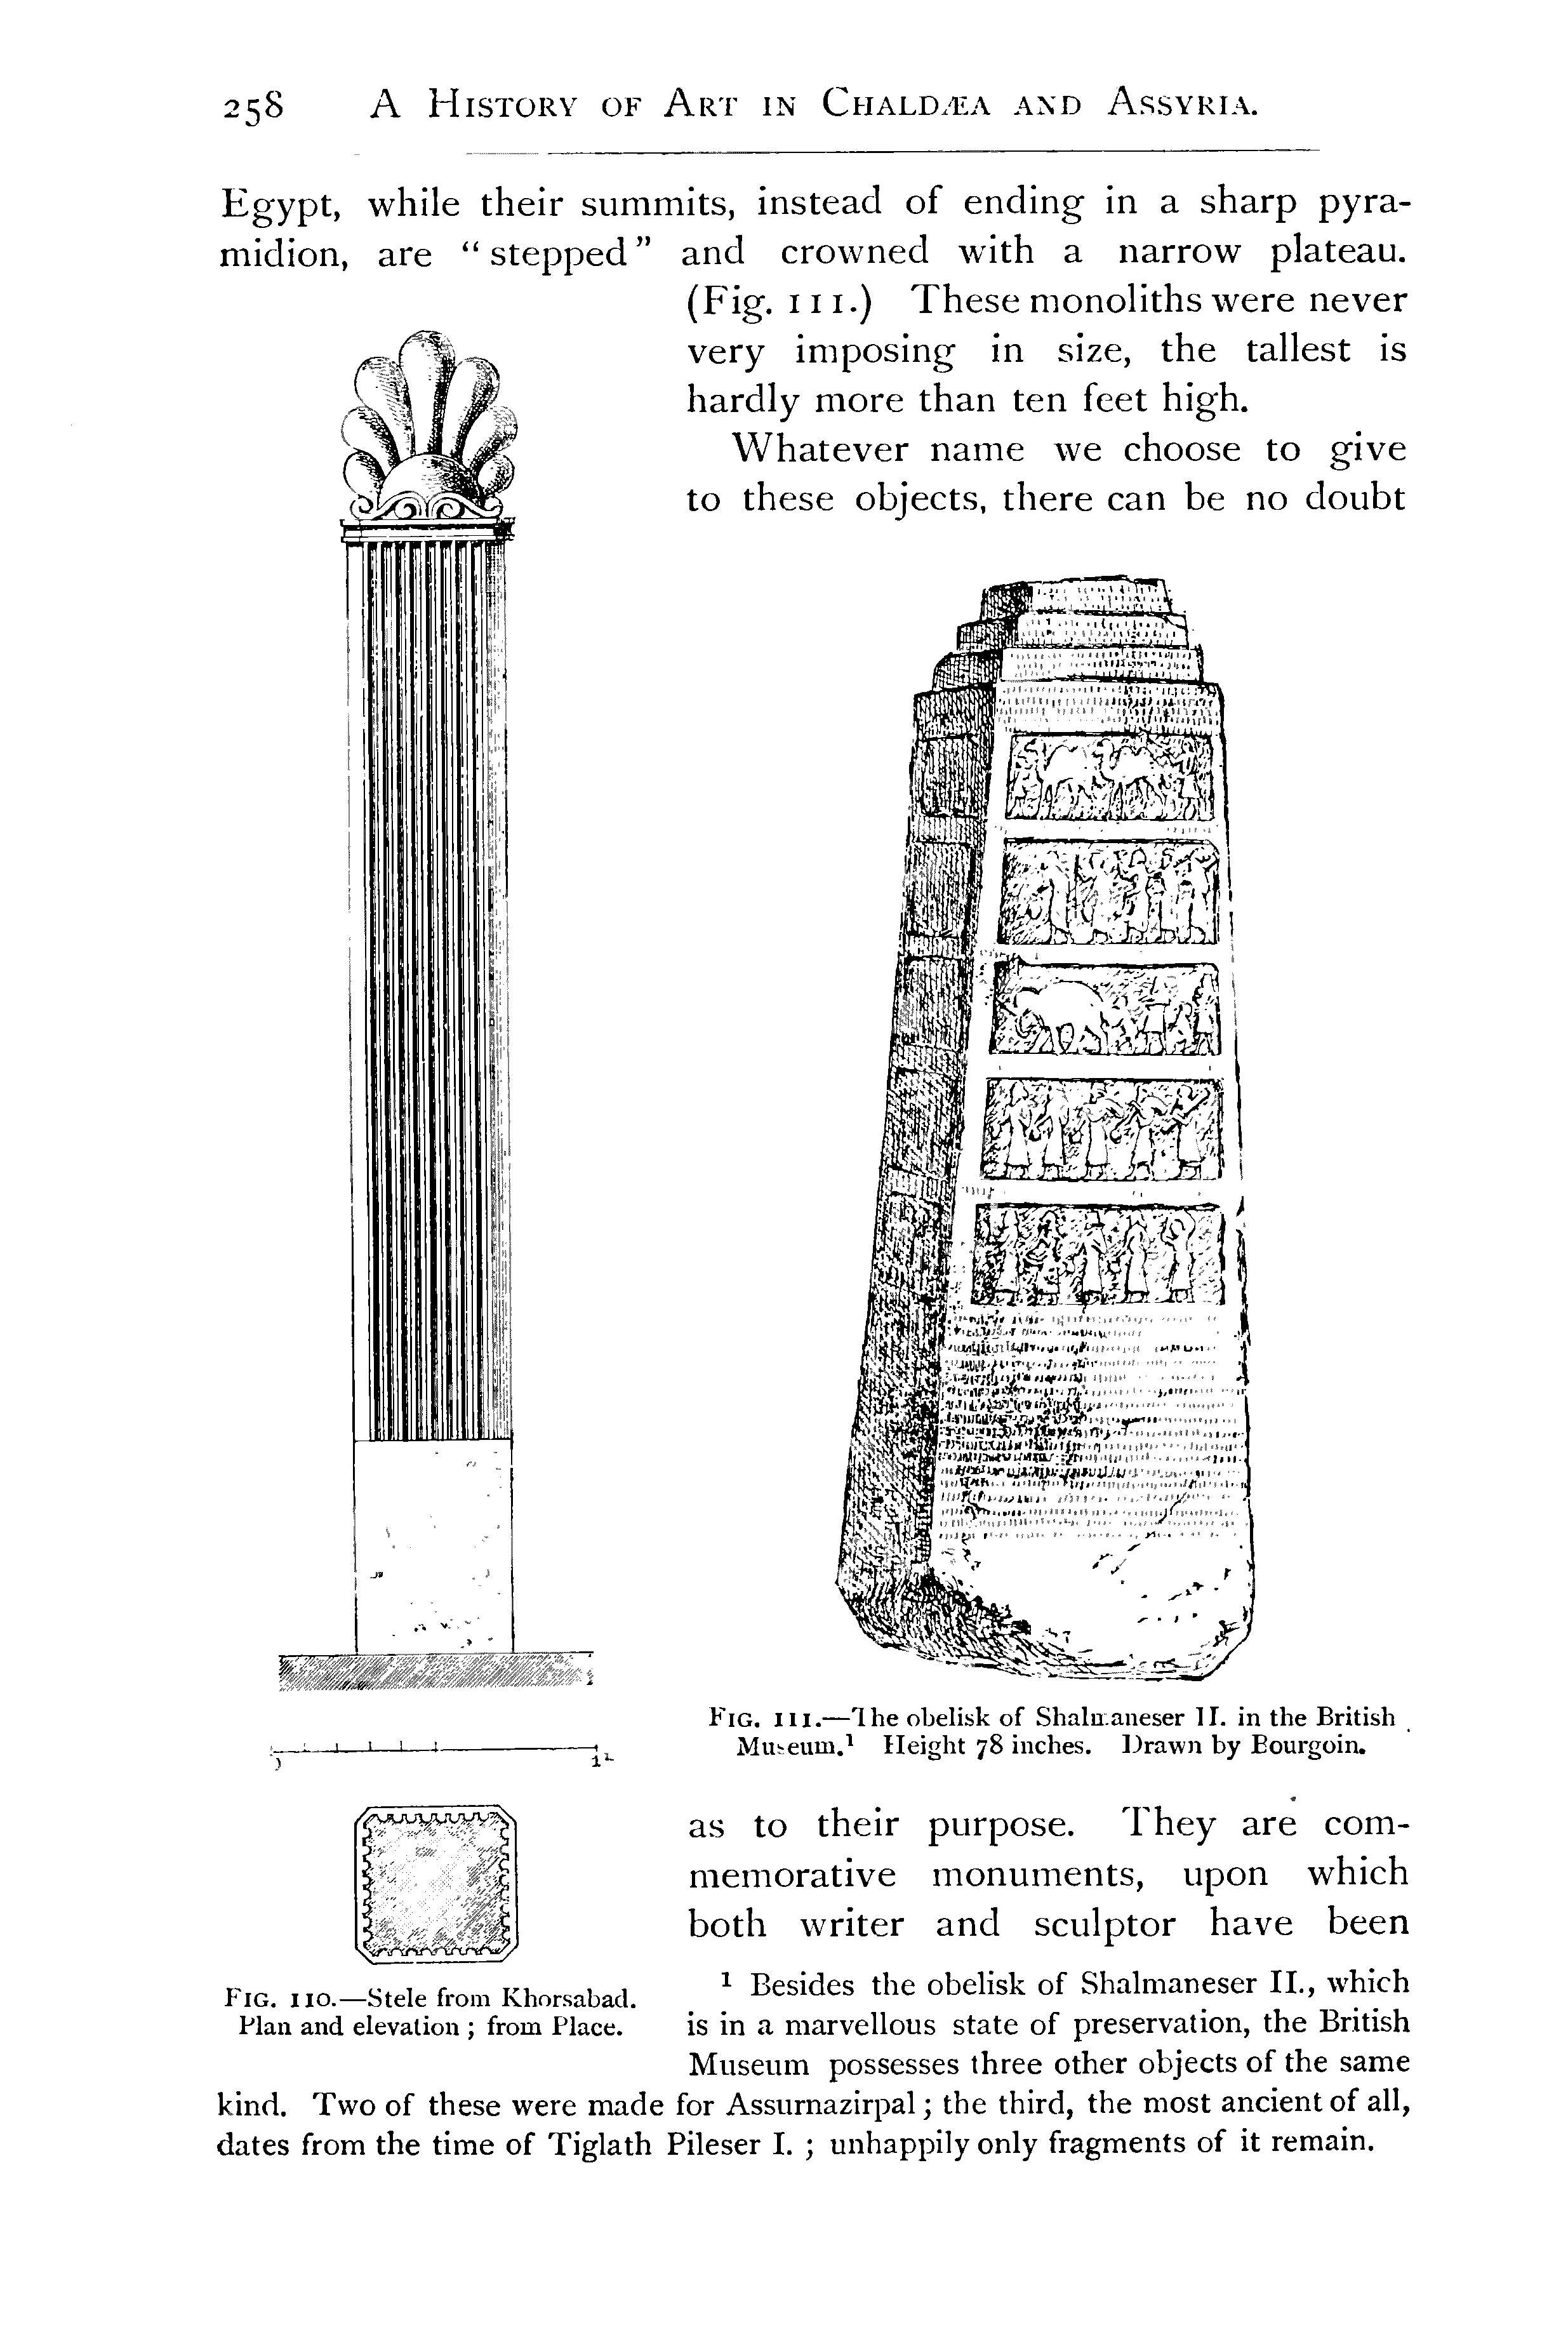 258 A History of Art in Chaldæa and Assyria.
Egypt, while their summits, instead of ending in a sharp pyra-
midion, are “stepped” and crowned with a narrow plateau.
(Fig. 111.) These monoliths were never
very imposing in size, the tallest is
hardly more than ten feet high.
Whatever name we choose to give
to these objects, there can be no doubt
Fig. 111.—The obelisk of Shalmaneser II. in the British
Museum.¹ Height 78 inches. Drawn by Bourgoin.
as to their purpose. They are com-
memorative monuments, upon which
both writer and sculptor have been
Fig. 110.—Stele from Khorsabad.
Plan and elevation ; from Place.
¹ Besides the obelisk of Shalmaneser II., which
is in a marvellous state of preservation, the British
Museum possesses three other objects of the same
kind. Two of these were made for Assurnazirpal ; the third, the most ancient of all,
dates from the time of Tiglath Pileser I. ; unhappily only fragments of it remain.